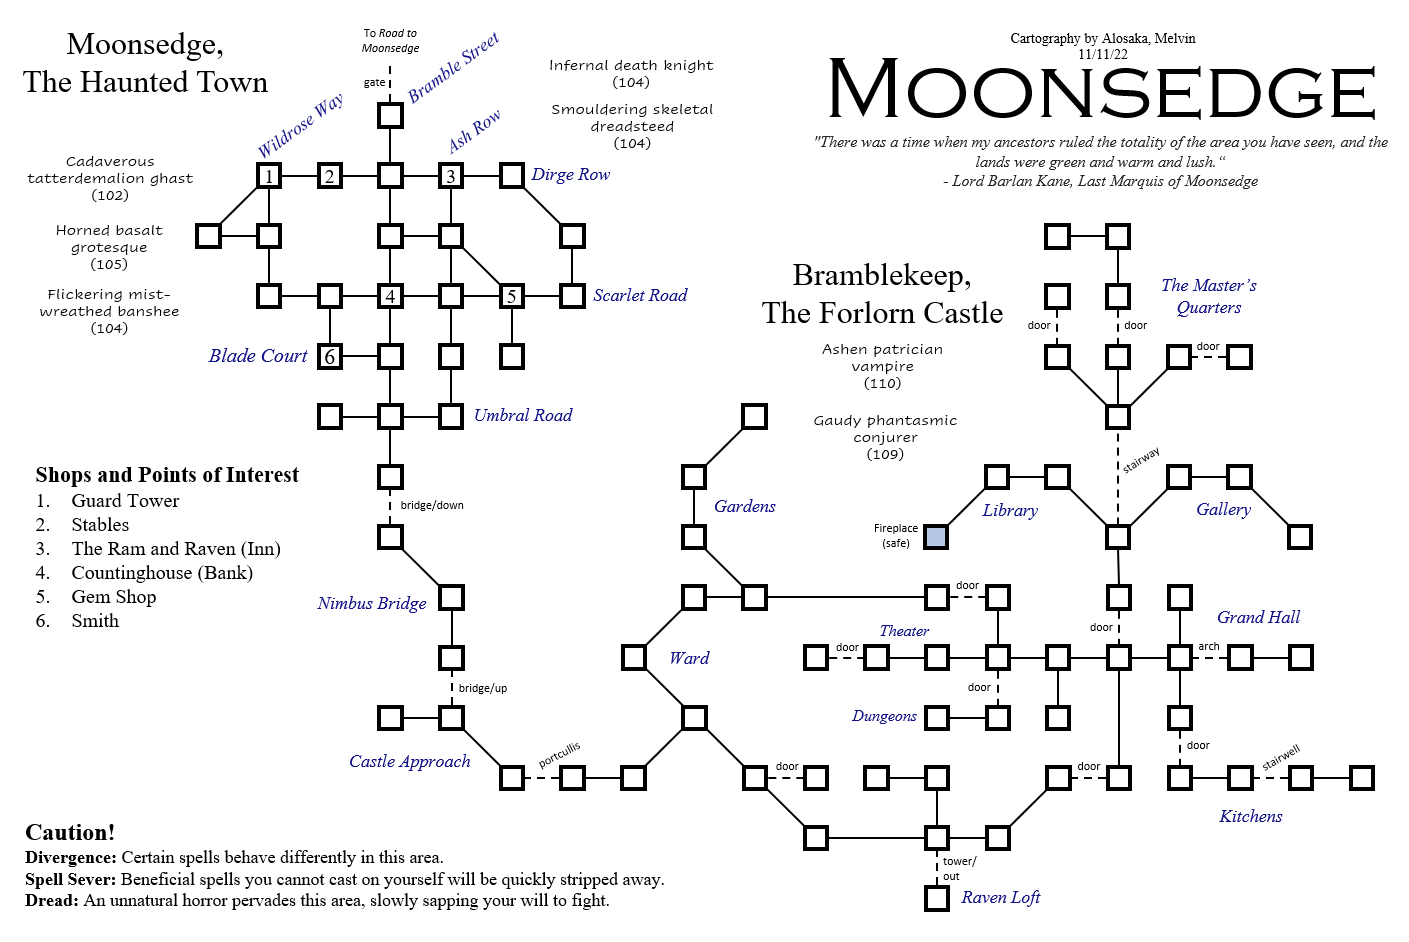 Moonsedge,
The Haunted Town
To Road to
Moonsedge
gate
Bramble Street
Wildrose Way
Ash Row
Dirge Row
Infernal death knight
(104)
Smouldering skeletal
dreadsteed
(104)
Cartography by Alosaka, Melvin
11/11/22
MOONSEDGE
"There was a time when my ancestors ruled the totality of the area you have seen, and the
lands were green and warm and lush.“
- Lord Barlan Kane, Last Marquis of Moonsedge
Cadaverous
tatterdemalion ghast
(102)
Horned basalt
grotesque
(105)
Flickering mist-
wreathed banshee
(104)
1
2
3
4
5
6
Scarlet Road
Blade Court
Umbral Road
Bramblekeep,
The Forlorn Castle
Ashen patrician
vampire
(110)
Gaudy phantasmic
conjurer
(109)
The Master’s
Quarters
door
door
door
stairway
Shops and Points of Interest
1. Guard Tower
2. Stables
3. The Ram and Raven (Inn)
4. Countinghouse (Bank)
5. Gem Shop
6. Smith
bridge/down
Nimbus Bridge
bridge/up
Castle Approach
portcullis
Gardens
Ward
Fireplace
(safe)
Library
Gallery
door
Theater
door
door
Grand Hall
arch
door
Dungeons
door
door
door
stairwell
Kitchens
tower/
out
Raven Loft
Caution!
Divergence: Certain spells behave differently in this area.
Spell Sever: Beneficial spells you cannot cast on yourself will be quickly stripped away.
Dread: An unnatural horror pervades this area, slowly sapping your will to fight.